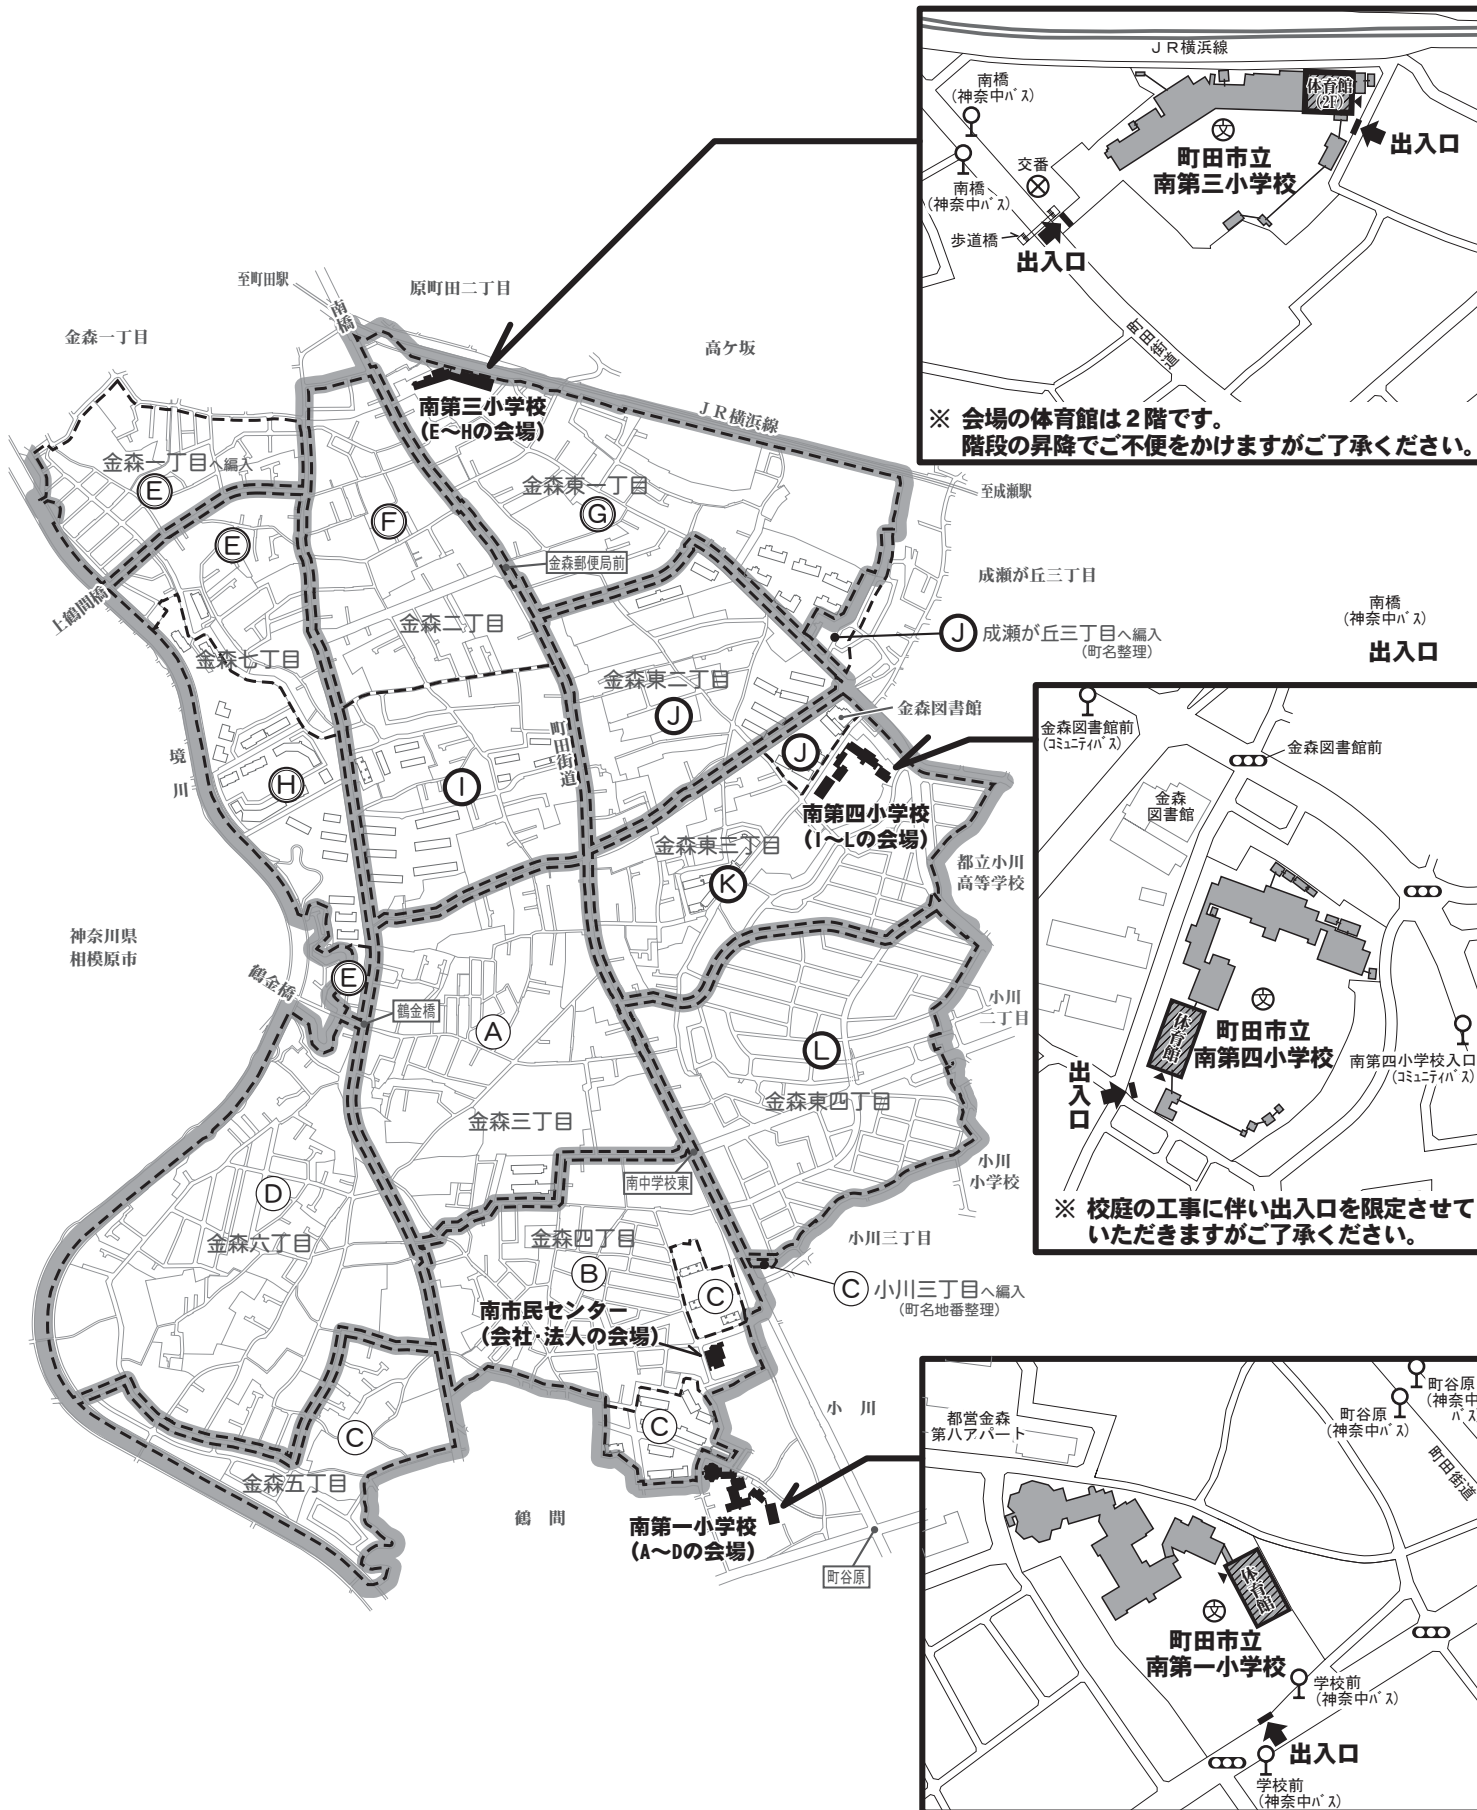 ＪＲ横浜線
南橋
(神奈中バス)
体育館
(2F)
出入口
町田市立
南第三小学校
交番
南橋
(神奈中バス)
歩道橋
出入口
町田街道
※ 会場の体育館は２階です。
階段の昇降でご不便をかけますがご了承ください。
至町田駅
南橋
原町田二丁目
金森一丁目
高ケ坂
南第三小学校
(E～Hの会場)
ＪＲ横浜線
金森一丁目へ編入
E
金森東一丁目
G
至成瀬駅
F
E
金森郵便局前
成瀬が丘三丁目
上鶴間橋
金森二丁目
J 成瀬が丘三丁目へ編入
(町名整理)
南橋
(神奈中バス)
出入口
金森七丁目
金森東二丁目
J
金森図書館
町田街道
境川
H
I
J
南第四小学校
(I～Lの会場)
金森東三丁目
K
都立小川
高等学校
神奈川県
相模原市
鶴金橋
E
鶴金橋
A
小川
二丁目
L
金森東四丁目
金森三丁目
南中学校東
小川
小学校
D
金森六丁目
金森四丁目
B
小川三丁目
C
C 小川三丁目へ編入
(町名地番整理)
南市民センター
(会社・法人の会場)
C
C
金森五丁目
小川
鶴間
南第一小学校
(A～Dの会場)
町谷原
金森図書館前
(コミュニティバス)
金森図書館前
金森
図書館
文
町田市立
南第四小学校
体育館
出入口
南第四小学校入口
(コミュニティバス)
※ 校庭の工事に伴い出入口を限定させて
いただきますがご了承ください。
都営金森
第八アパート
町谷原
(神奈中バス)
町谷原
(神奈中バス)
町田街道
体育館
文
町田市立
南第一小学校
学校前
(神奈中バス)
出入口
学校前
(神奈中バス)